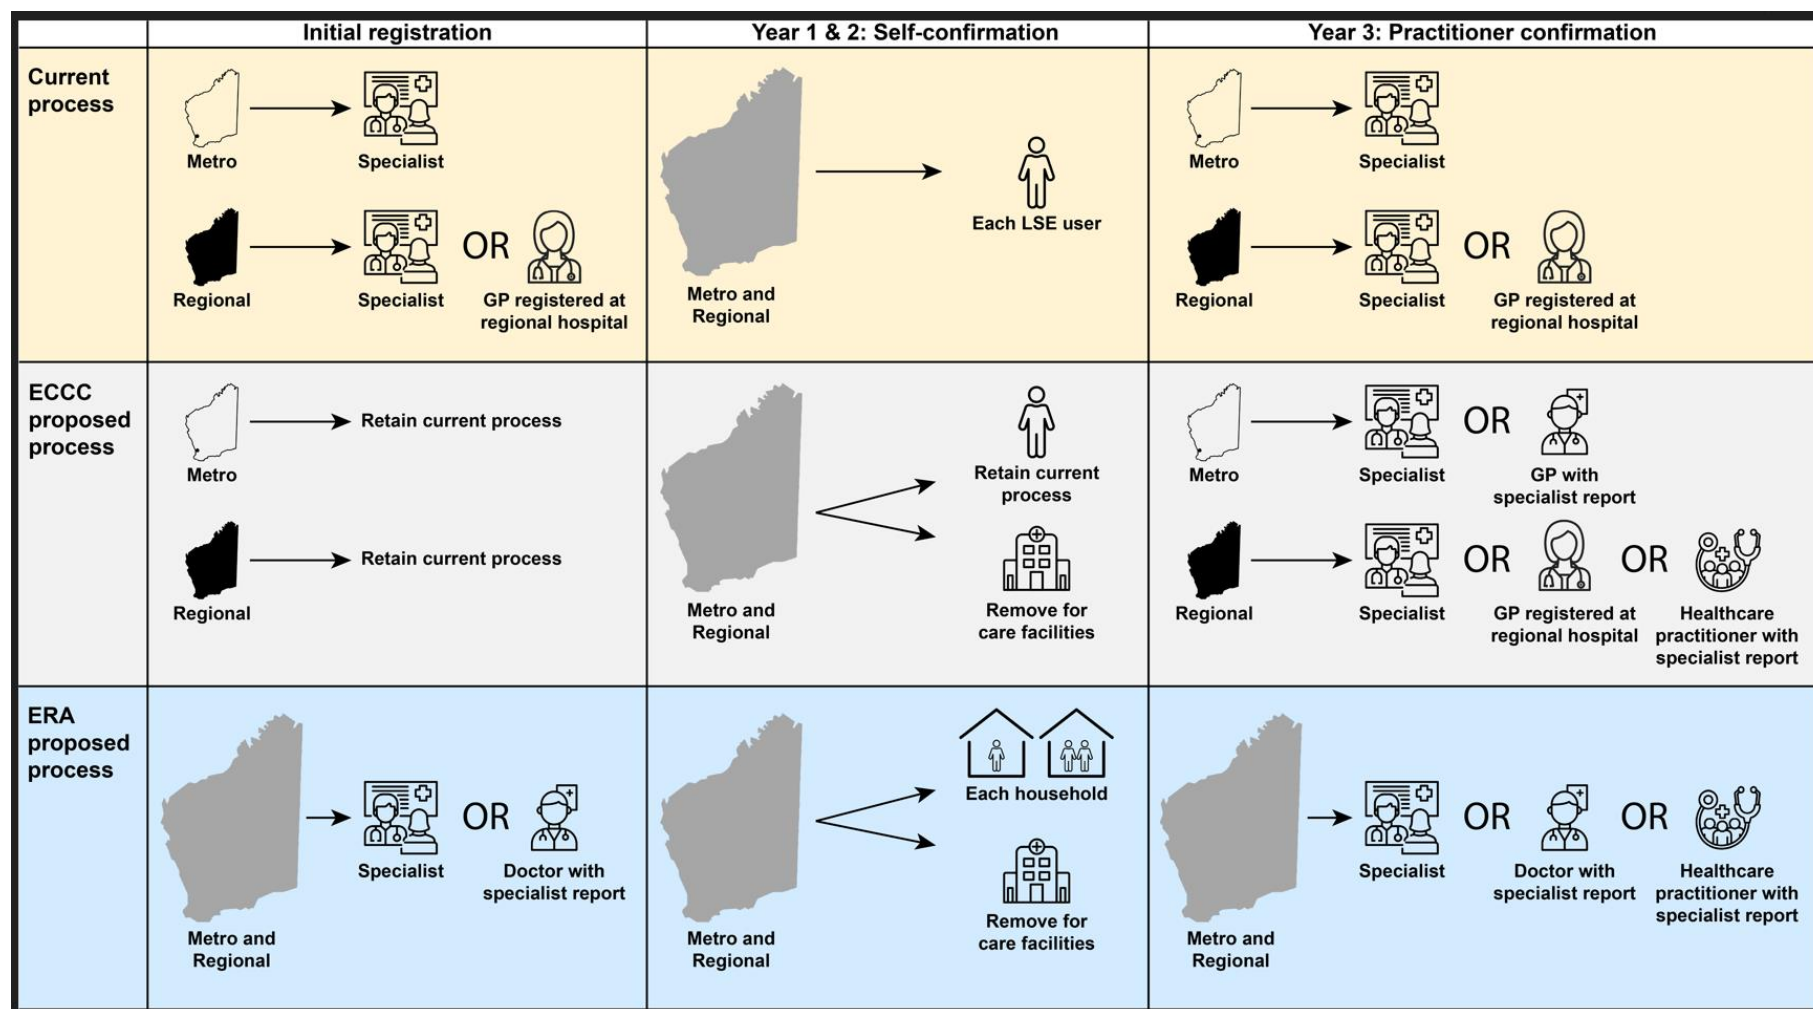 Initial registration
Year 1 & 2: Self-confirmation
Year 3: Practitioner confirmation
Current
process
Metro
Specialist
Regional
Specialist
OR
GP registered at
regional hospital
Metro and
Regional
Each LSE user
Metro
Specialist
Regional
Specialist
OR
GP registered at
regional hospital
ECCC
proposed
process
Metro
Retain current process
Regional
Retain current process
Metro and
Regional
Retain current
process
Remove for
care facilities
Metro
Specialist
OR
GP with
specialist report
Regional
Specialist
OR
GP registered at
regional hospital
OR
Healthcare
practitioner with
specialist report
ERA
proposed
process
Metro and
Regional
Specialist
OR
Doctor with
specialist report
Metro and
Regional
Each household
Remove for
care facilities
Metro and
Regional
Specialist
OR
Doctor with
specialist report
OR
Healthcare
practitioner with
specialist report